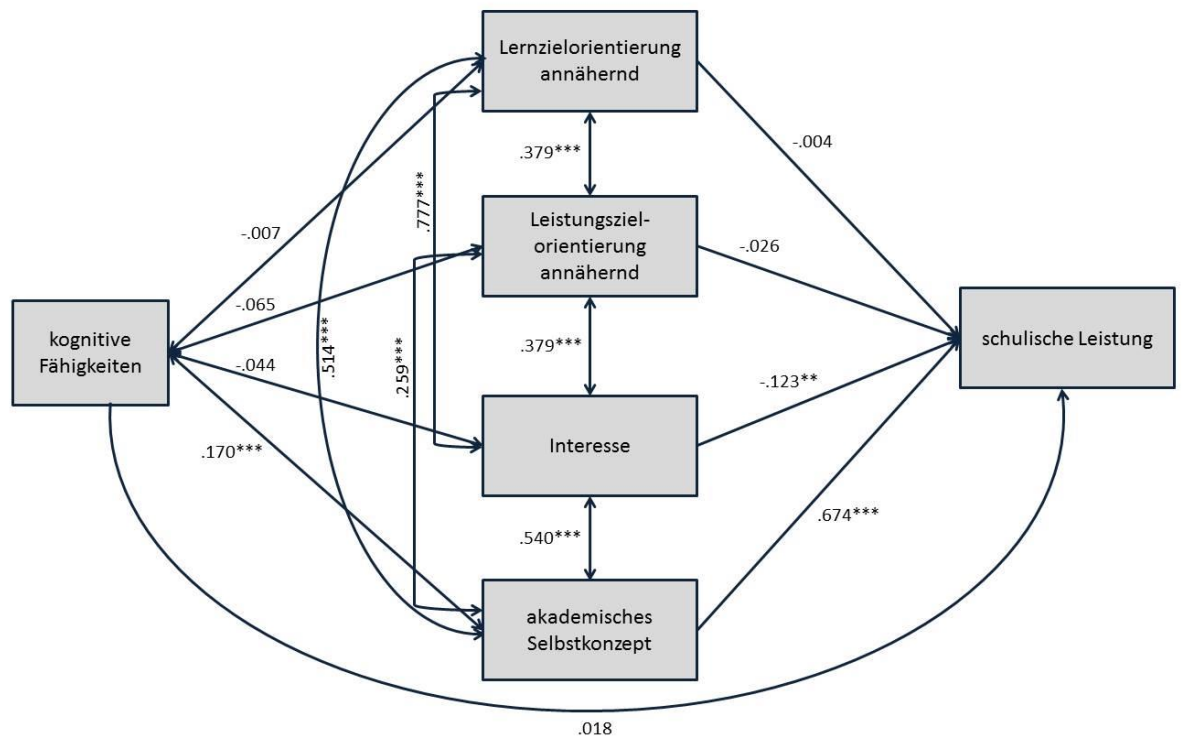 Lernzielorientierung
annähernd
-.004
.379***
.777***
Leistungsziel-
orientierung
annähernd
-.007
-.026
-.065
kognitive
Fähigkeiten
.514***
.259***
.379***
schulische Leistung
-.044
-.123**
Interesse
.170***
.674***
.540***
akademisches
Selbstkonzept
.018